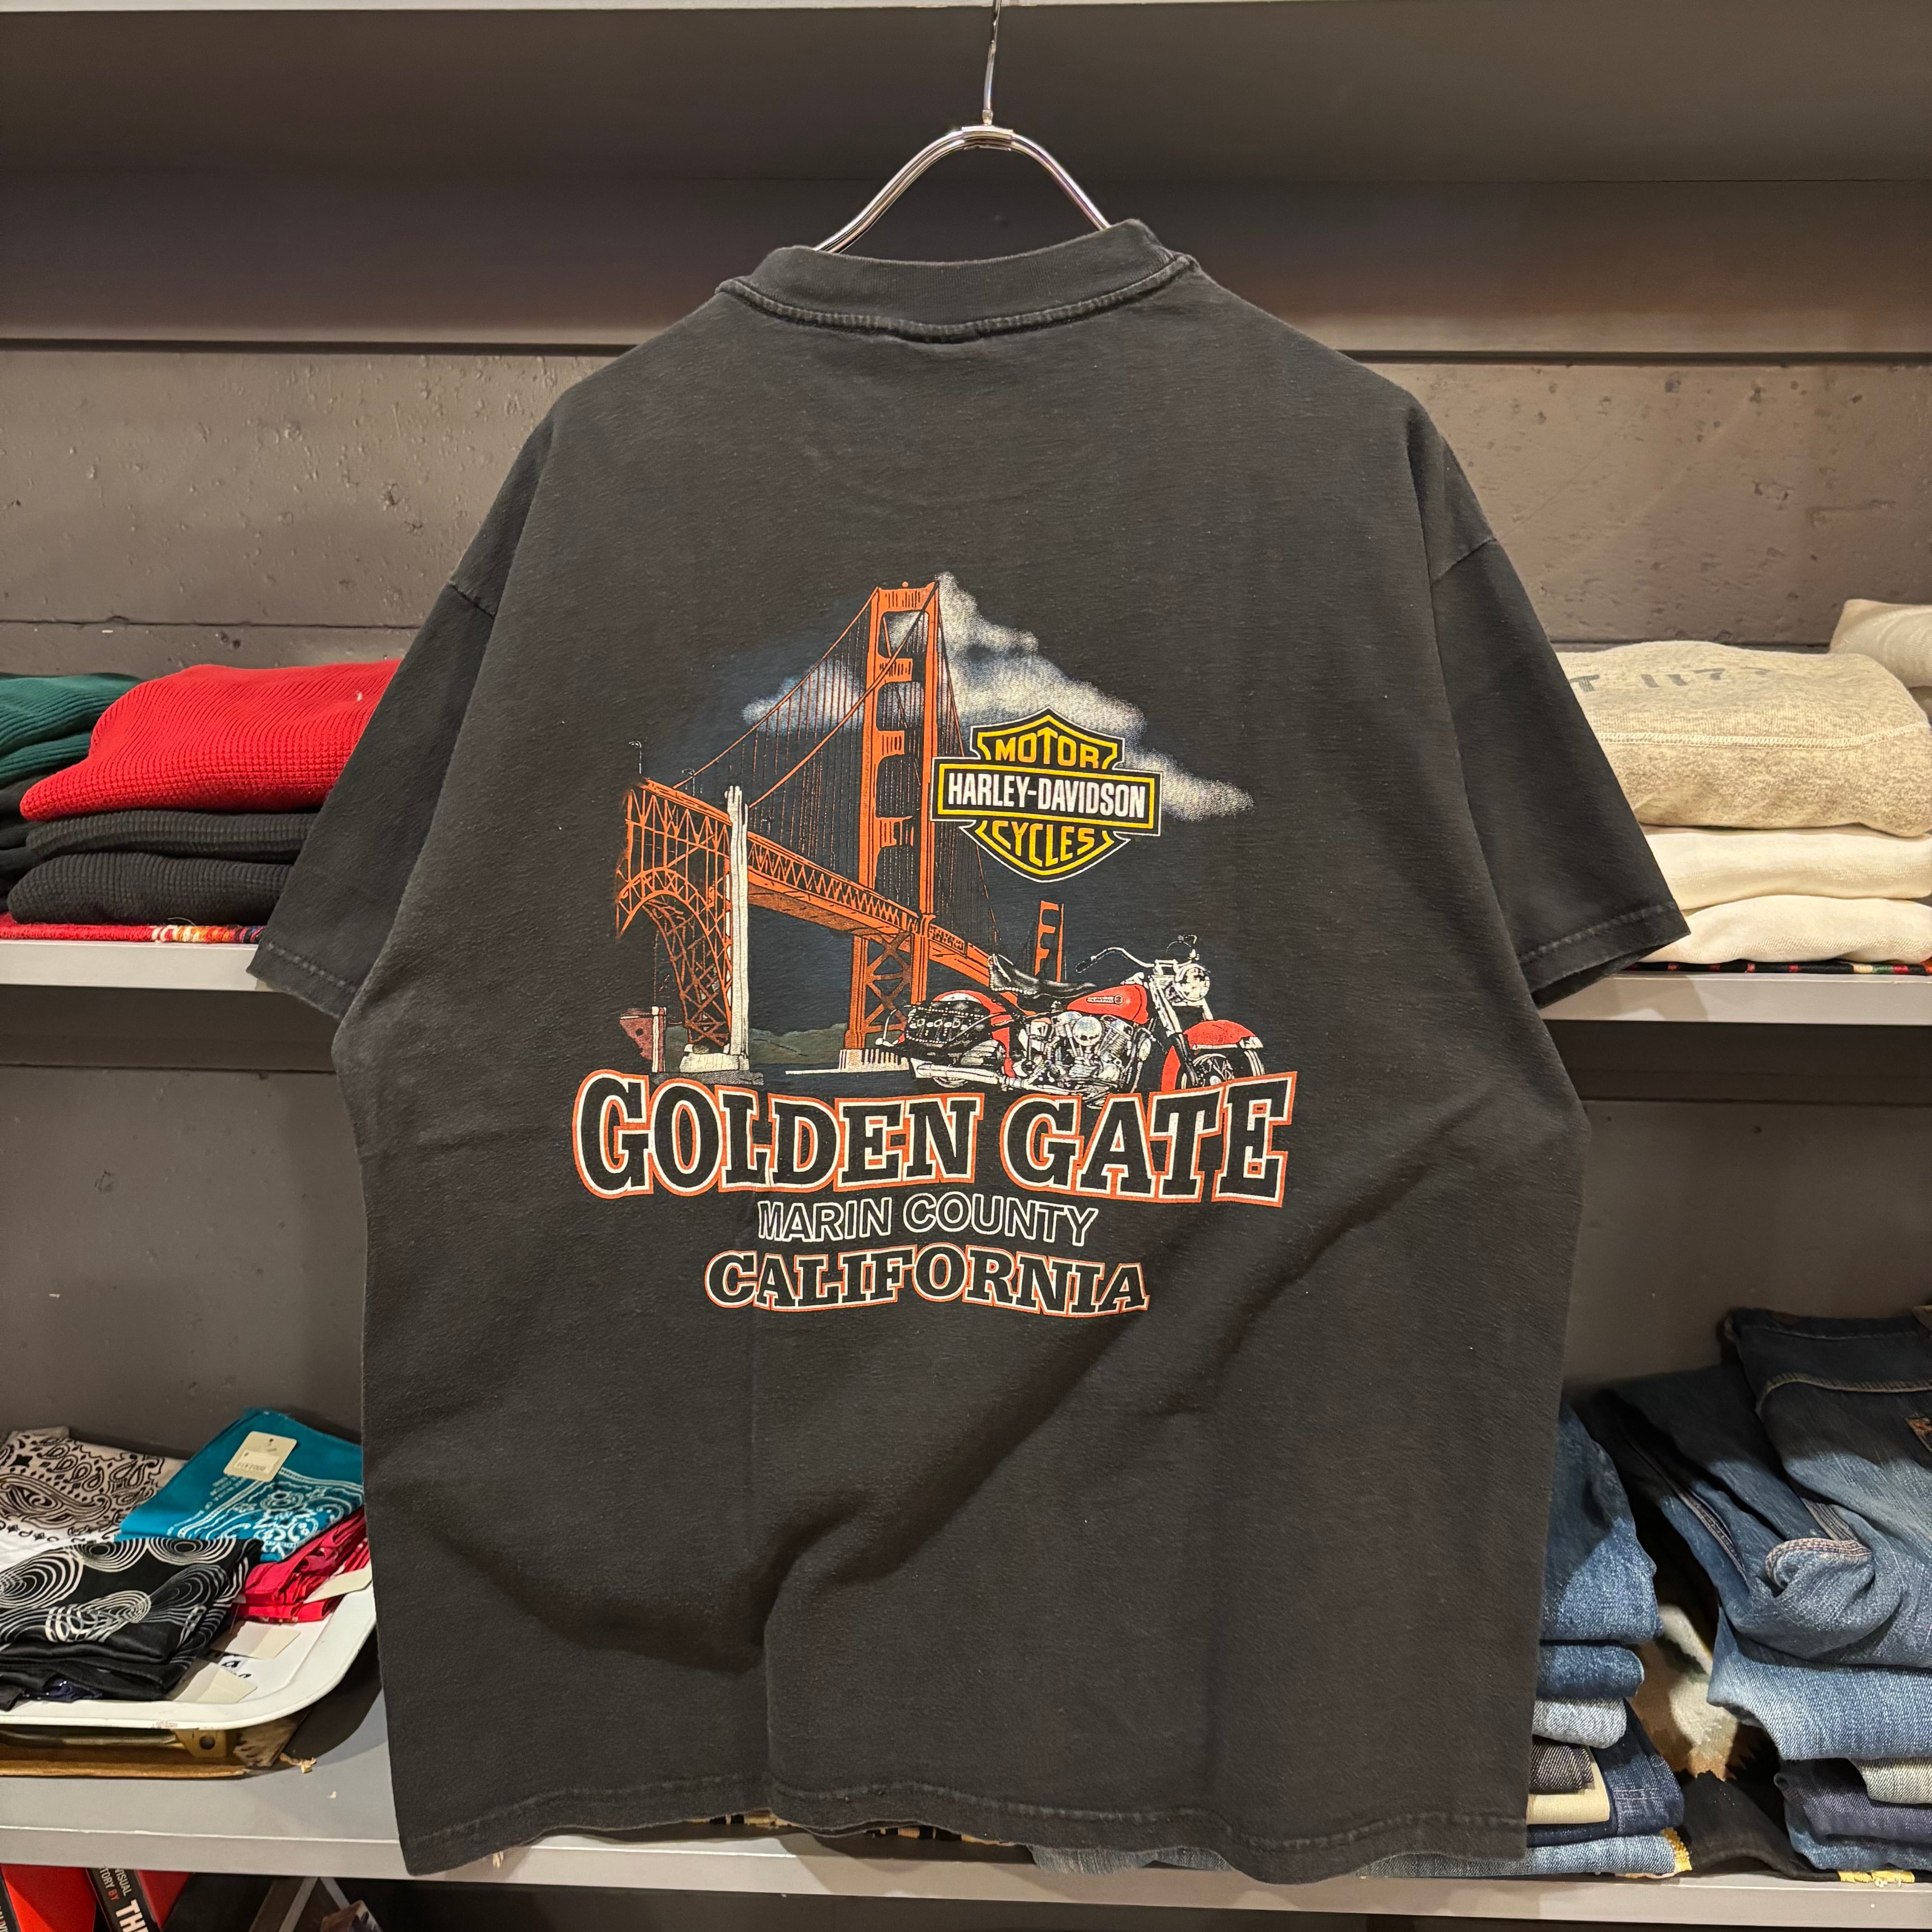 MOTOR
HARLEY-DAVIDSON
CYCLES
GOLDEN GATE
MARIN COUNTY
CALIFORNIA